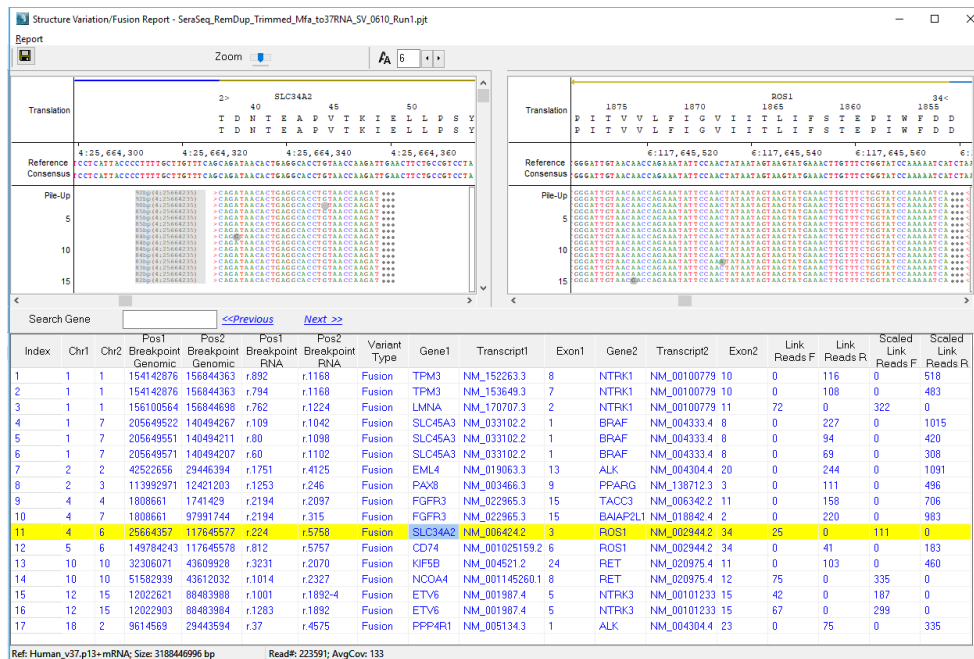 Structure Variation/Fusion Report - SeraSeq_RemDup_Trimmed_Mfa_to37RNA_SV_0610_Run1.pjt
Report
Zoom
AA 6
2> SLC34A2
40 45 50
Translation
T D N T E A P V T K I E L L P S Y
T D N T E A P V T K I E L L P S Y
4:25,664,300 4:25,664,320 4:25,664,340
Reference TCCTCATTACCCCTTTTGCTTGTTTCAGCAGATAACACTGAGGCACCTGTAACCAAGATTGAACTTCTGCCGTCCTA
Consensus TCCTCATTACCCCTTTTGCTTGTTTCAGCAGATAACACTGAGGCACCTGTAACCAAGATTGAACTTCTGCCGTCCTA
Pile-Up
5
10
15
ROS1 34<
1875 1870 1865 1860 1855
Translation
P I T V V L F I G V I I T L I F S T E P I W F D D
P I T V V L F I G V I I T L I F S T E P I W F D D
6:117,645,520 6:117,645,540 6:117,645,560
Reference GGGATTGTAACAACCAGAAATATTCCAACTATAATAGTAAGTATGAAACTTGTTTCTGGTATCCAAAAATCATCTAA
Consensus GGGATTGTAACAACCAGAAATATTCCAACTATAATAGTAAGTATGAAACTTGTTTCTGGTATCCAAAAATCATCTAA
Pile-Up
5
10
15
Search Gene <<Previous Next >>
Index Chr1 Chr2 Pos1 Breakpoint Genomic Pos2 Breakpoint Genomic Pos1 Breakpoint RNA Pos2 Breakpoint RNA Variant Type Gene1 Transcript1 Exon1 Gene2 Transcript2 Exon2 Link Reads F Link Reads R Scaled Link Reads F Scaled Link Reads R
1 1 1 154142876 156844363 r.892 r.1168 Fusion TPM3 NM_152263.3 8 NTRK1 NM_00100779 10 0 116 0 518
2 1 1 154142876 156844363 r.794 r.1168 Fusion TPM3 NM_153649.3 7 NTRK1 NM_00100779 10 0 108 0 483
3 1 1 156100564 156844698 r.762 r.1224 Fusion LMNA NM_170707.3 2 NTRK1 NM_00100779 11 72 0 322 0
4 1 7 205649522 140494267 r.109 r.1042 Fusion SLC45A3 NM_033102.2 1 BRAF NM_004333.4 8 0 227 0 1015
5 1 7 205649551 140494211 r.80 r.1098 Fusion SLC45A3 NM_033102.2 1 BRAF NM_004333.4 8 0 94 0 420
6 1 7 205649571 140494207 r.60 r.1102 Fusion SLC45A3 NM_033102.2 1 BRAF NM_004333.4 8 0 69 0 308
7 2 2 42522656 29446394 r.1751 r.4125 Fusion EML4 NM_019063.3 13 ALK NM_004304.4 20 0 244 0 1091
8 2 3 113992971 12421203 r.1253 r.246 Fusion PAX8 NM_003466.3 9 PPARG NM_138712.3 3 0 111 0 496
9 4 4 1808661 1741429 r.2194 r.2097 Fusion FGFR3 NM_022965.3 15 TACC3 NM_006342.2 11 0 158 0 706
10 4 7 1808661 97991744 r.2194 r.315 Fusion FGFR3 NM_022965.3 15 BAIAP2L1 NM_018842.4 2 0 220 0 983
11 4 6 25664357 117645577 r.224 r.5758 Fusion SLC34A2 NM_006424.2 3 ROS1 NM_002944.2 34 25 0 111 0
12 5 6 149784243 117645578 r.812 r.5757 Fusion CD74 NM_001025159.2 6 ROS1 NM_002944.2 34 0 41 0 183
13 10 10 32306071 43609928 r.3231 r.2070 Fusion KIF5B NM_004521.2 24 RET NM_020975.4 11 0 103 0 460
14 10 10 51582939 43612032 r.1014 r.2327 Fusion NCOA4 NM_001145260.1 8 RET NM_020975.4 12 75 0 335 0
15 12 15 12022621 88483988 r.1001 r.1892-4 Fusion ETV6 NM_001987.4 5 NTRK3 NM_00101233 15 42 0 187 0
16 12 15 12022903 88483984 r.1283 r.1892 Fusion ETV6 NM_001987.4 5 NTRK3 NM_00101233 15 67 0 299 0
17 18 2 9614569 29443594 r.37 r.4575 Fusion PPP4R1 NM_005134.3 1 ALK NM_004304.4 23 0 75 0 335
Ref: Human_v37.p13+mRNA; Size: 3188446996 bp Read#: 223591; AvgCov: 133